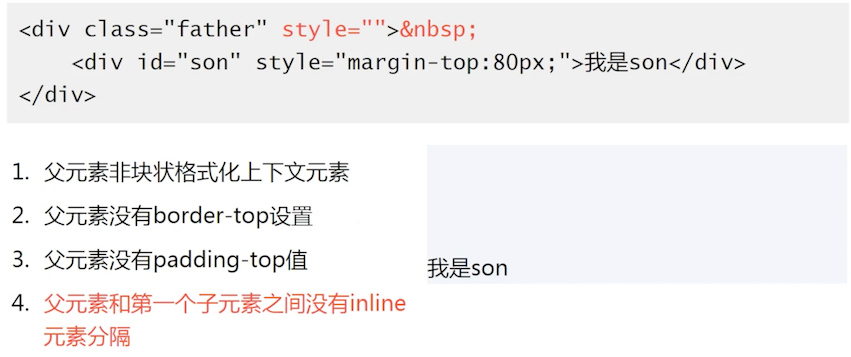 <div class="father" style="">&nbsp;
<div id="son" style="margin-top:80px;">我是son</div>
</div>
1. 父元素非块状格式化上下文元素
2. 父元素没有border-top设置
3. 父元素没有padding-top值
4. 父元素和第一个子元素之间没有inline
元素分隔
我是son